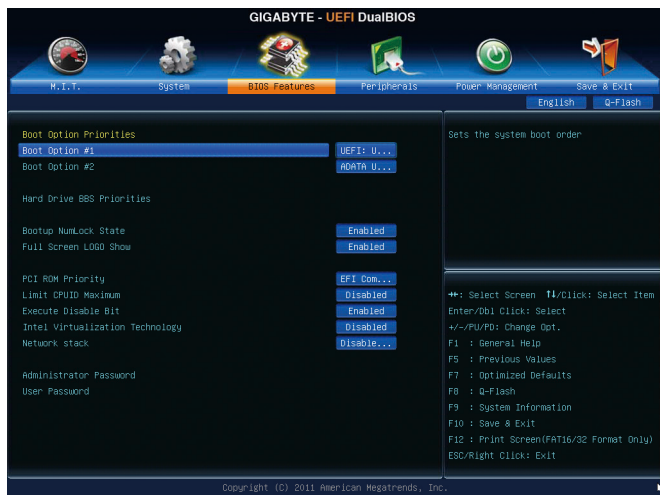 GIGABYTE - UEFI DualBIOS
M.I.T. System BIOS Features Peripherals Power Management Save & Exit
English Q-Flash
Boot Option Priorities
Boot Option #1 UEFI: U...
Boot Option #2 ADATA U...
Hard Drive BBS Priorities
Bootup NumLock State Enabled
Full Screen LOGO Show Enabled
PCI ROM Priority EFI Com...
Limit CPUID Maximum Disabled
Execute Disable Bit Enabled
Intel Virtualization Technology Disabled
Network stack Disable...
Administrator Password
User Password
Sets the system boot order
→←: Select Screen ↑↓/Click: Select Item
Enter/Dbl Click: Select
+/-/PU/PD: Change Opt.
F1 : General Help
F5 : Previous Values
F7 : Optimized Defaults
F8 : Q-Flash
F9 : System Information
F10 : Save & Exit
F12 : Print Screen(FAT16/32 Format Only)
ESC/Right Click: Exit
Copyright (C) 2011 American Megatrends, Inc.